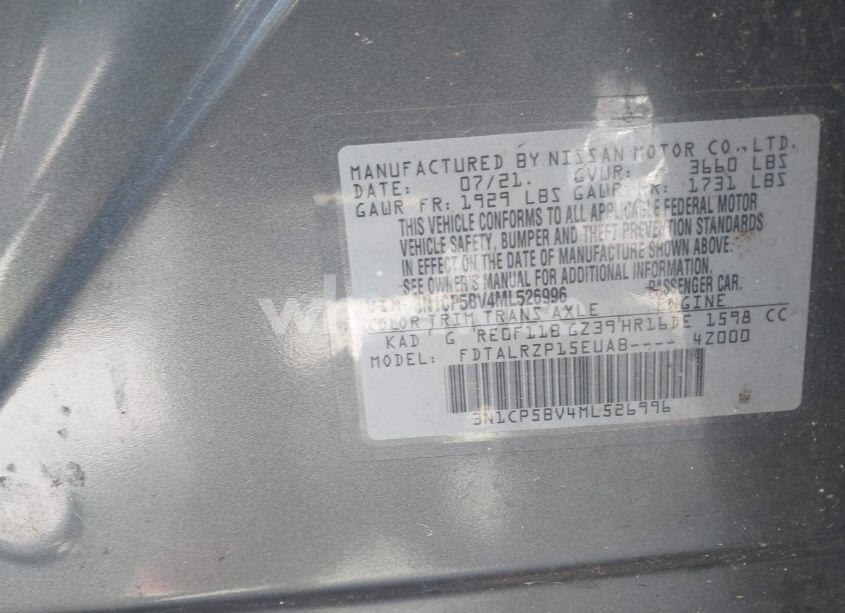 MANUFACTURED BY NISSAN MOTOR CO., LTD.
DATE: 07/21. GVWR: 3660 LBS
GAWR FR: 1929 LBS GAWR RR: 1731 LBS
THIS VEHICLE CONFORMS TO ALL APPLICABLE FEDERAL MOTOR
VEHICLE SAFETY, BUMPER AND THEFT PREVENTION STANDARDS
IN EFFECT ON THE DATE OF MANUFACTURE SHOWN ABOVE.
SEE OWNER'S MANUAL FOR ADDITIONAL INFORMATION.
VIN: 3N1CP5BV4ML526996 PASSENGER CAR.
COLOR TRIM TRANS AXLE ENGINE
KAD G RE0F11B GZ39 HR16DE 1598 CC
MODEL: FDTALRZP15EUAB---- 4Z000
3N1CP5BV4ML526996